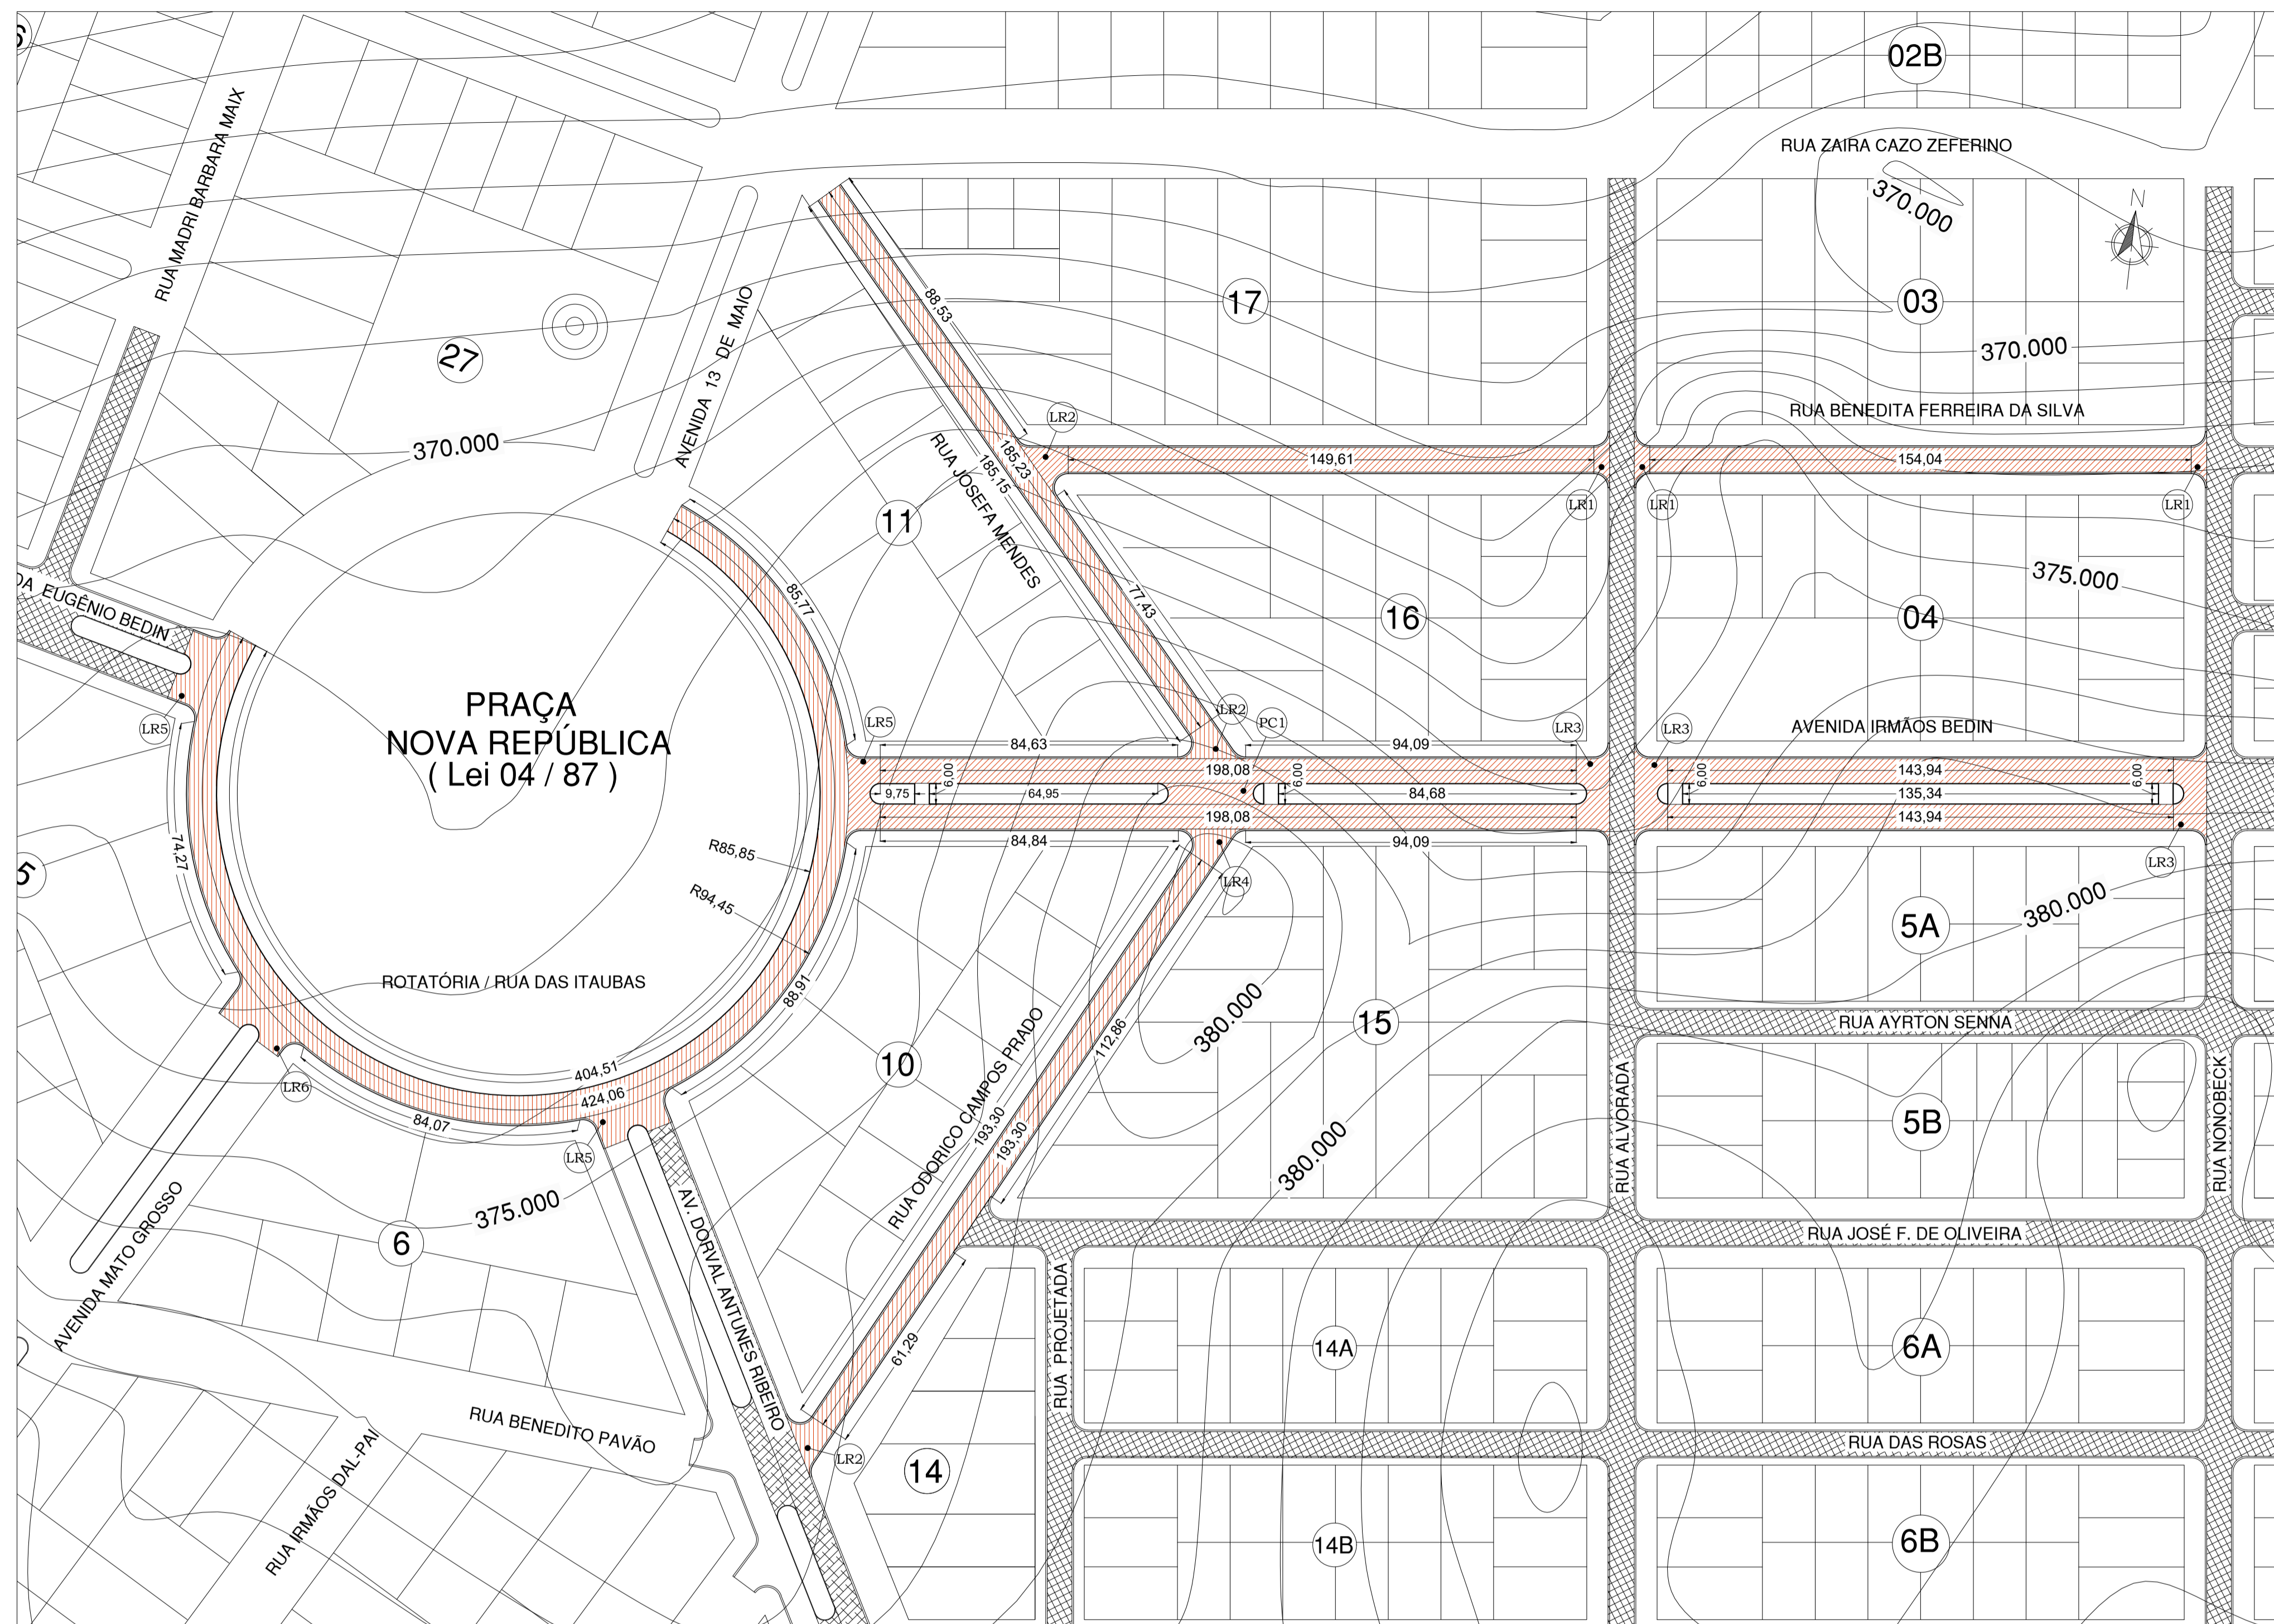 02B
RUA ZAIRA CAZO ZEFERINO
RUA MADRI BARBARA MAIX
370.000
N
17
03
27
88,53
AVENIDA 13 DE MAIO
370.000
370.000
RUA BENEDITA FERREIRA DA SILVA
LR2
185,23
185,15
149,61
154,04
RUA JOSEFA MENDES
LR1
LR1
LR1
11
375.000
DA EUGÊNIO BEDIN
85,77
77,43
16
04
PRAÇA
NOVA REPÚBLICA
( Lei 04 / 87 )
LR5
LR5
LR2
PC1
LR3
LR3
AVENIDA IRMÃOS BEDIN
84,63
94,09
198,08
143,94
6,00
6,00
6,00
6,00
9,75
64,95
84,68
135,34
198,08
143,94
84,84
94,09
74,27
R85,85
R94,45
LR4
LR3
5
380.000
5A
ROTATÓRIA / RUA DAS ITAUBAS
88,91
380.000
15
RUA AYRTON SENNA
112,86
10
RUA ODORICO CAMPOS PRADO
193,30
193,30
404,51
424,06
LR6
84,07
LR5
RUA ALVORADA
RUA NONOBECK
5B
380.000
375.000
6
AVENIDA MATO GROSSO
AV. DORVAL ANTUNES RIBEIRO
RUA JOSÉ F. DE OLIVEIRA
RUA PROJETADA
61,29
14A
6A
RUA BENEDITO PAVÃO
RUA DAS ROSAS
LR2
14
RUA IRMÃOS DAL-PAI
14B
6B